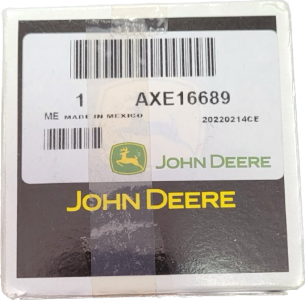 1 AXE16689
ME MADE IN MEXICO 20220214CE
JOHN DEERE
JOHN DEERE